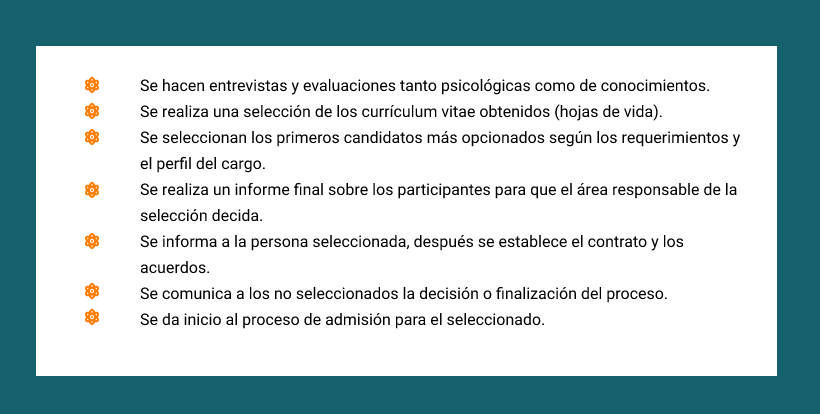 Se hacen entrevistas y evaluaciones tanto psicológicas como de conocimientos.
Se realiza una selección de los currículum vitae obtenidos (hojas de vida).
Se seleccionan los primeros candidatos más opcionados según los requerimientos y
el perfil del cargo.
Se realiza un informe final sobre los participantes para que el área responsable de la
selección decida.
Se informa a la persona seleccionada, después se establece el contrato y los
acuerdos.
Se comunica a los no seleccionados la decisión o finalización del proceso.
Se da inicio al proceso de admisión para el seleccionado.